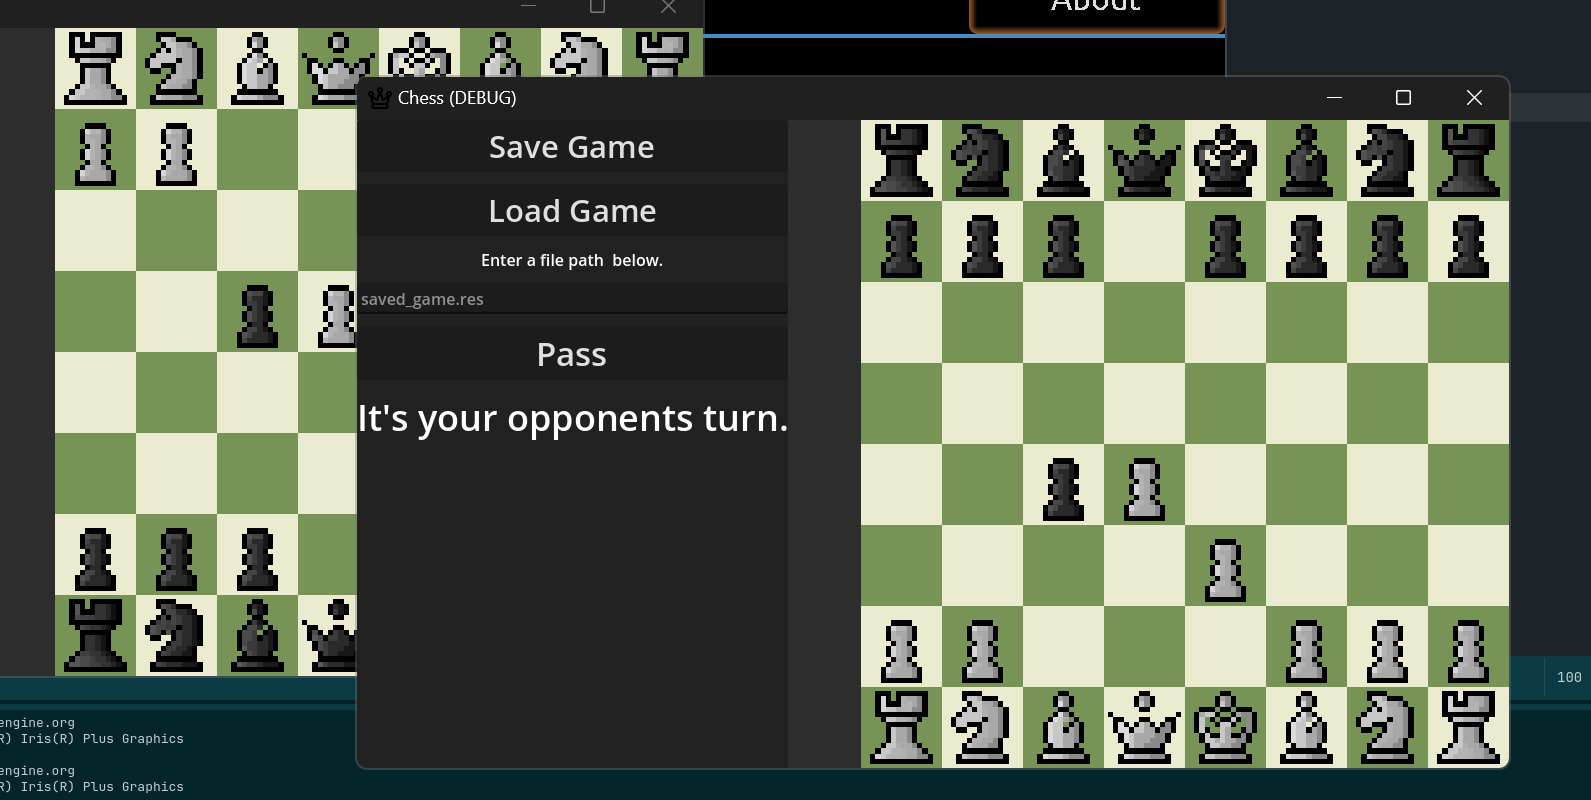 About
Chess (DEBUG)
Save Game
Load Game
Enter a file path  below.
saved_game.res
Pass
It's your opponents turn.
100
engine.org
R) Iris(R) Plus Graphics
engine.org
R) Iris(R) Plus Graphics